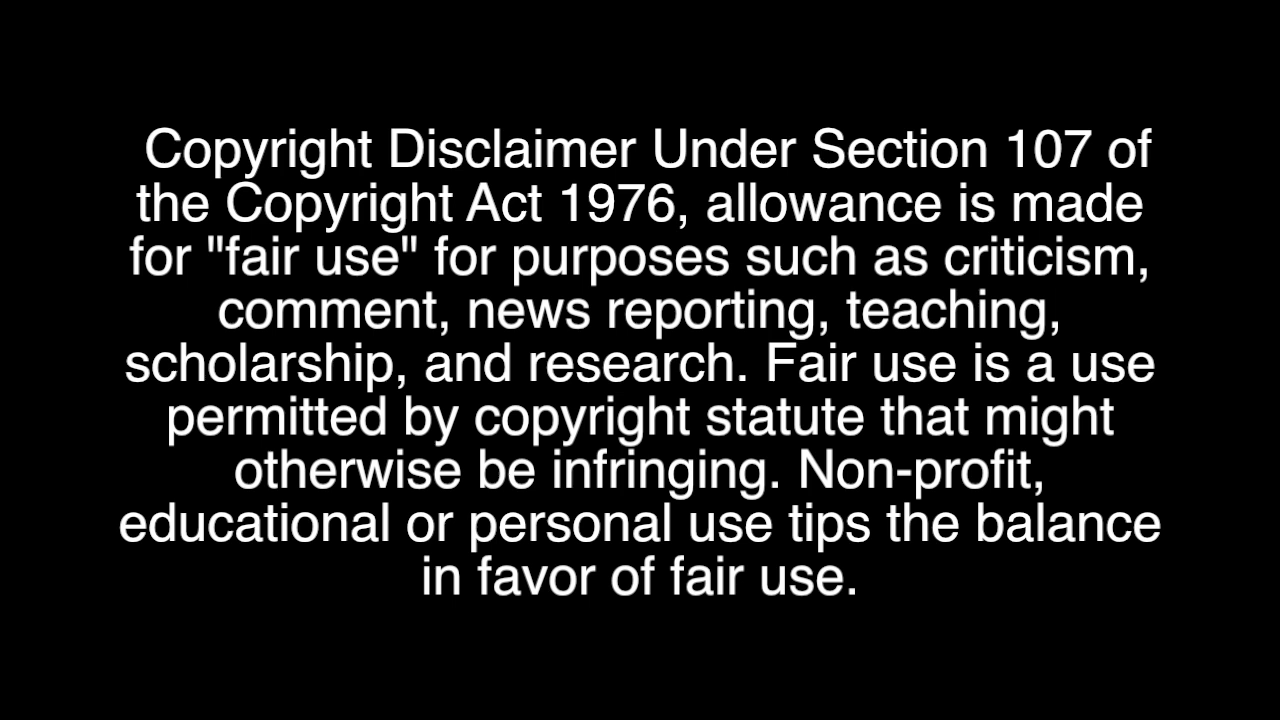 Copyright Disclaimer Under Section 107 of
the Copyright Act 1976, allowance is made
for "fair use" for purposes such as criticism,
comment, news reporting, teaching,
scholarship, and research. Fair use is a use
permitted by copyright statute that might
otherwise be infringing. Non-profit,
educational or personal use tips the balance
in favor of fair use.